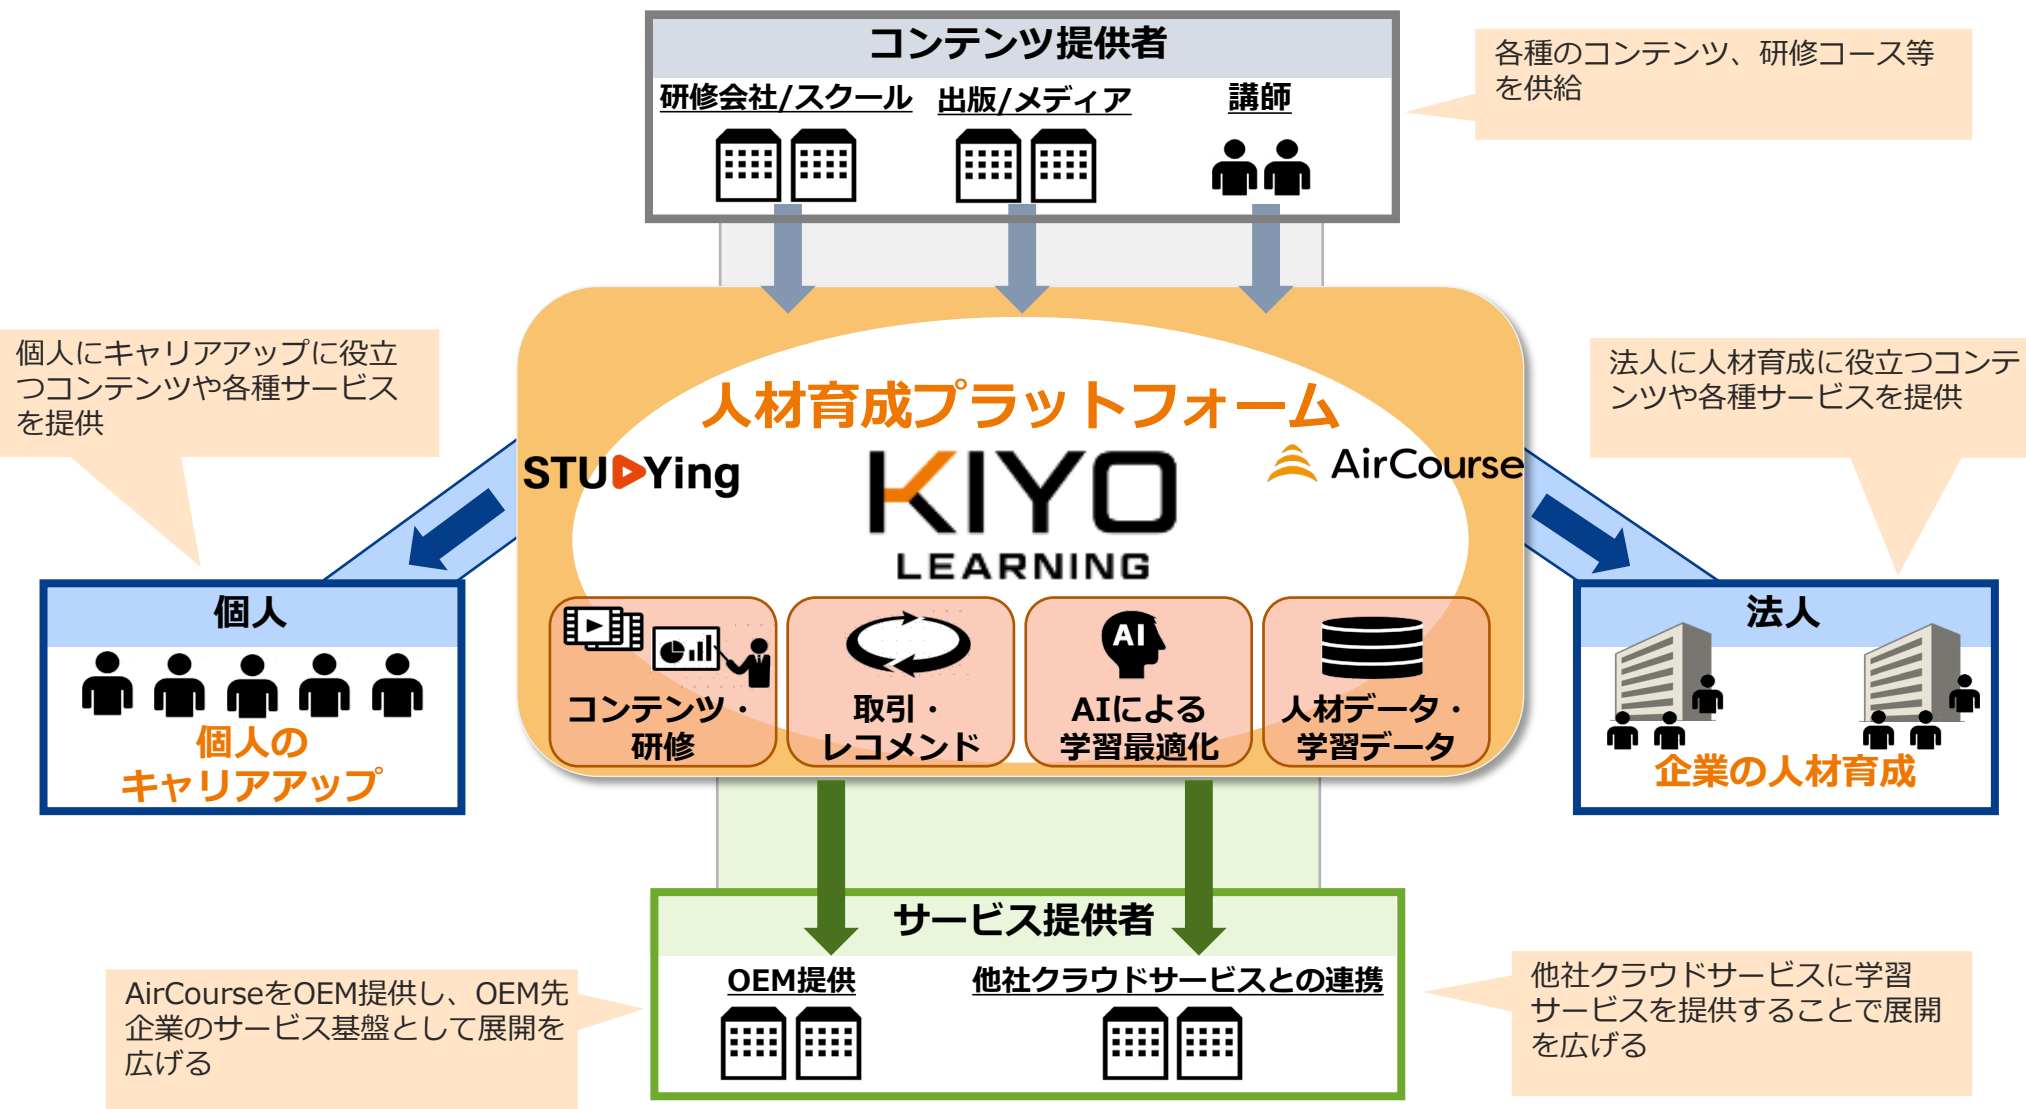 コンテンツ提供者
研修会社/スクール
出版/メディア
講師
各種のコンテンツ、研修コース等
を供給
個人にキャリアアップに役立
つコンテンツや各種サービス
を提供
法人に人材育成に役立つコンテ
ンツや各種サービスを提供
人材育成プラットフォーム
STUDYing
KIYO
LEARNING
AirCourse
コンテンツ・
研修
取引・
レコメンド
AI
AIによる
学習最適化
人材データ・
学習データ
個人
個人の
キャリアアップ
法人
企業の人材育成
サービス提供者
OEM提供
他社クラウドサービスとの連携
AirCourseをOEM提供し、OEM先
企業のサービス基盤として展開を
広げる
他社クラウドサービスに学習
サービスを提供することで展開
を広げる